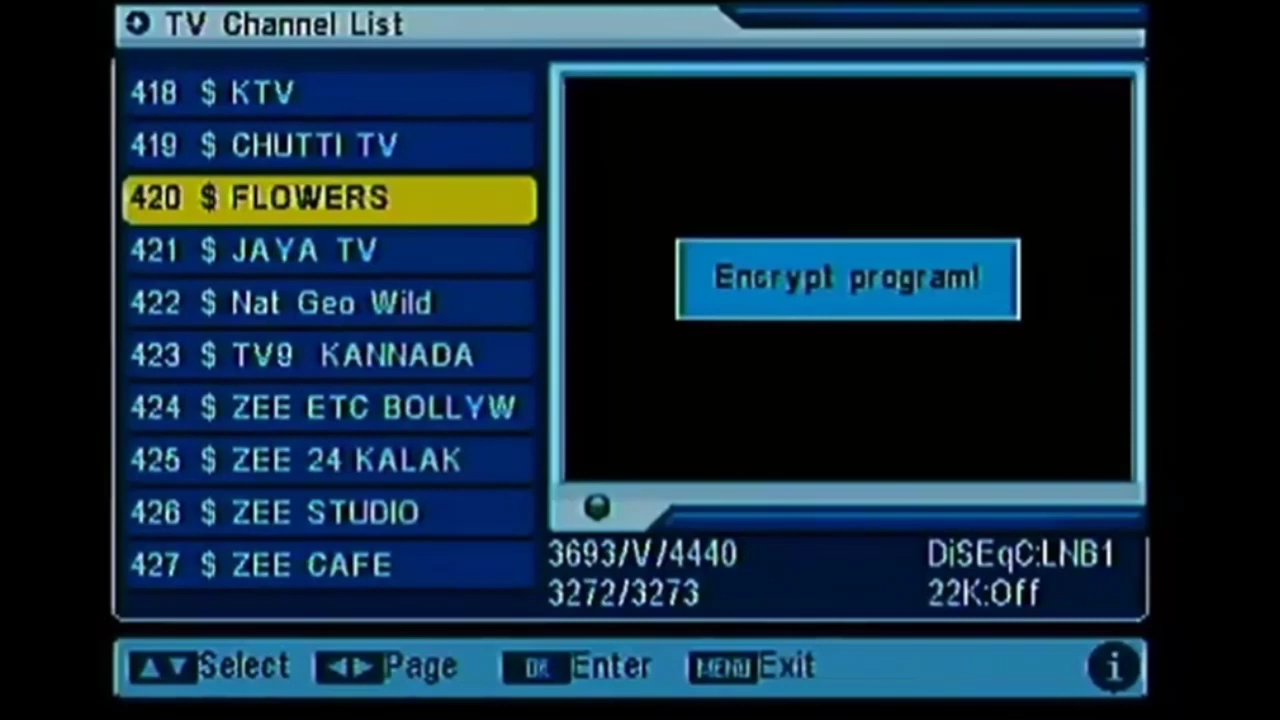 TV Channel List
418 $ KTV
419 $ CHUTTI TV
420 $ FLOWERS
421 $ JAYA TV
422 $ Nat Geo Wild
423 $ TV9 KANNADA
424 $ ZEE ETC BOLLYW
425 $ ZEE 24 KALAK
426 $ ZEE STUDIO
427 $ ZEE CAFE
Encrypt program!
3693/V/4440 DiSEqC:LNB1
3272/3273 22K:Off
Select Page OK Enter MENU Exit i